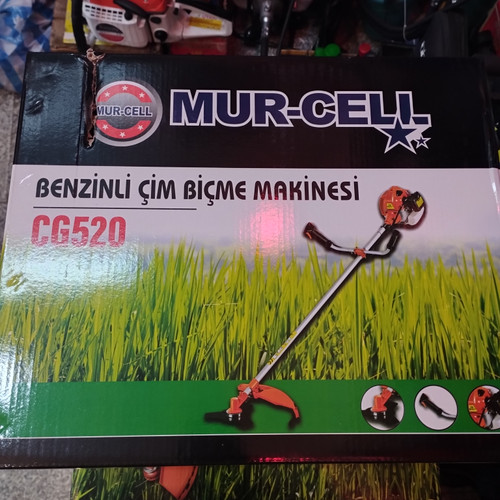 MUR-CELL
MUR-CELL
BENZİNLİ ÇİM BİÇME MAKİNESİ
CG520